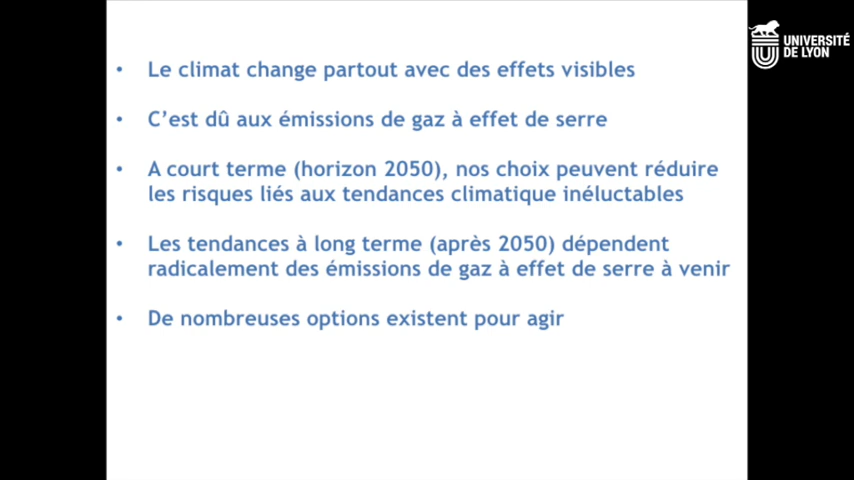 UNIVERSITÉ
DE LYON
• Le climat change partout avec des effets visibles
• C’est dû aux émissions de gaz à effet de serre
• A court terme (horizon 2050), nos choix peuvent réduire
les risques liés aux tendances climatique inéluctables
• Les tendances à long terme (après 2050) dépendent
radicalement des émissions de gaz à effet de serre à venir
• De nombreuses options existent pour agir